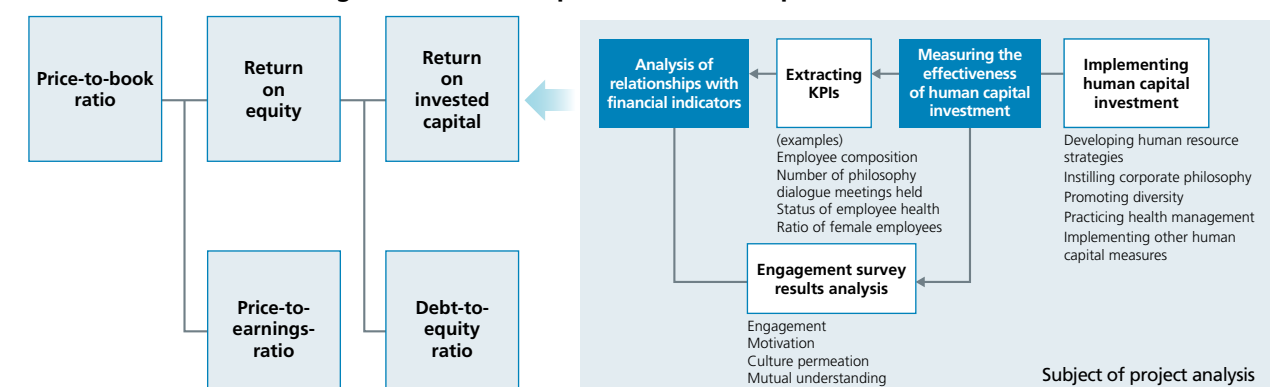 Price-to-book
ratio
Return
on
equity
Return
on
invested
capital
Price-to-
earnings-
ratio
Debt-to-
equity
ratio
Analysis of
relationships with
financial indicators
Extracting
KPIs
(examples)
Employee composition
Number of philosophy
dialogue meetings held
Status of employee health
Ratio of female employees
Measuring the
effectiveness
of human capital
investment
Implementing
human capital
investment
Developing human resource
strategies
Instilling corporate philosophy
Promoting diversity
Practicing health management
Implementing other human
capital measures
Engagement survey
results analysis
Engagement
Motivation
Culture permeation
Mutual understanding
Subject of project analysis